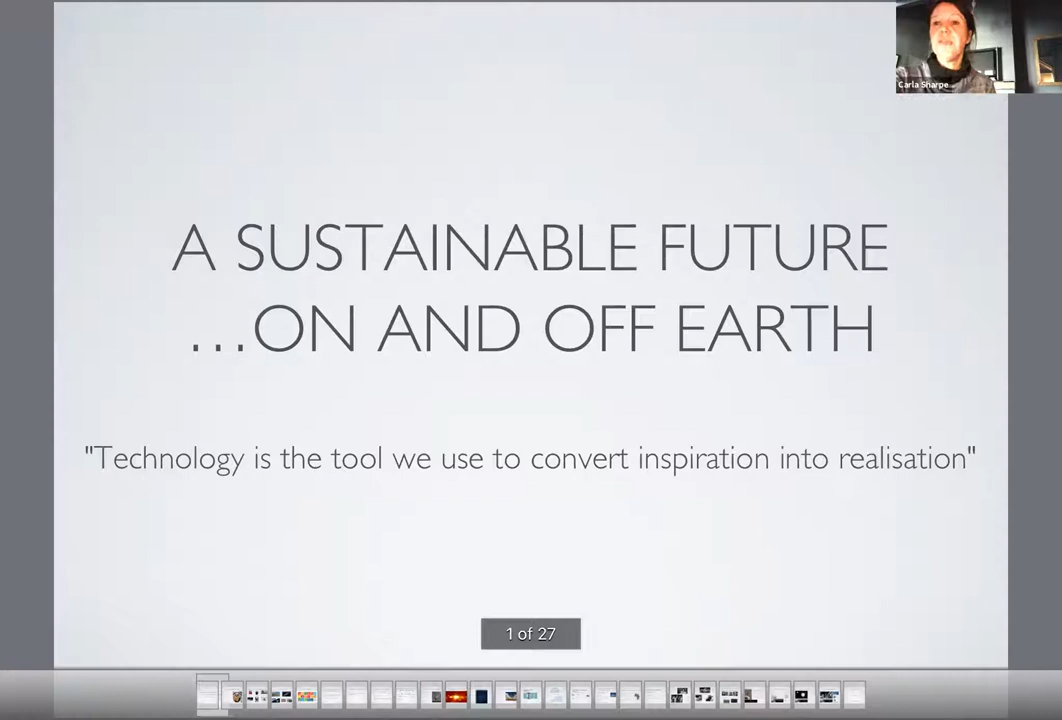 Carla Sharpe
A SUSTAINABLE FUTURE
...ON AND OFF EARTH
"Technology is the tool we use to convert inspiration into realisation"
1 of 27